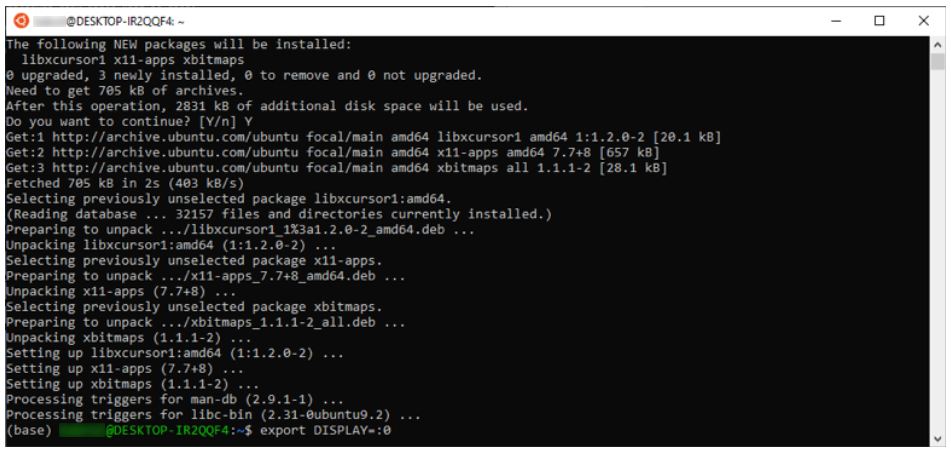 @DESKTOP-IR2QQF4: ~
The following NEW packages will be installed:
  libxcursor1 x11-apps xbitmaps
0 upgraded, 3 newly installed, 0 to remove and 0 not upgraded.
Need to get 705 kB of archives.
After this operation, 2831 kB of additional disk space will be used.
Do you want to continue? [Y/n] Y
Get:1 http://archive.ubuntu.com/ubuntu focal/main amd64 libxcursor1 amd64 1:1.2.0-2 [20.1 kB]
Get:2 http://archive.ubuntu.com/ubuntu focal/main amd64 x11-apps amd64 7.7+8 [657 kB]
Get:3 http://archive.ubuntu.com/ubuntu focal/main amd64 xbitmaps all 1.1.1-2 [28.1 kB]
Fetched 705 kB in 2s (403 kB/s)
Selecting previously unselected package libxcursor1:amd64.
(Reading database ... 32157 files and directories currently installed.)
Preparing to unpack .../libxcursor1_1%3a1.2.0-2_amd64.deb ...
Unpacking libxcursor1:amd64 (1:1.2.0-2) ...
Selecting previously unselected package x11-apps.
Preparing to unpack .../x11-apps_7.7+8_amd64.deb ...
Unpacking x11-apps (7.7+8) ...
Selecting previously unselected package xbitmaps.
Preparing to unpack .../xbitmaps_1.1.1-2_all.deb ...
Unpacking xbitmaps (1.1.1-2) ...
Setting up libxcursor1:amd64 (1:1.2.0-2) ...
Setting up x11-apps (7.7+8) ...
Setting up xbitmaps (1.1.1-2) ...
Processing triggers for man-db (2.9.1-1) ...
Processing triggers for libc-bin (2.31-0ubuntu9.2) ...
(base) @DESKTOP-IR2QQF4:~$ export DISPLAY=:0